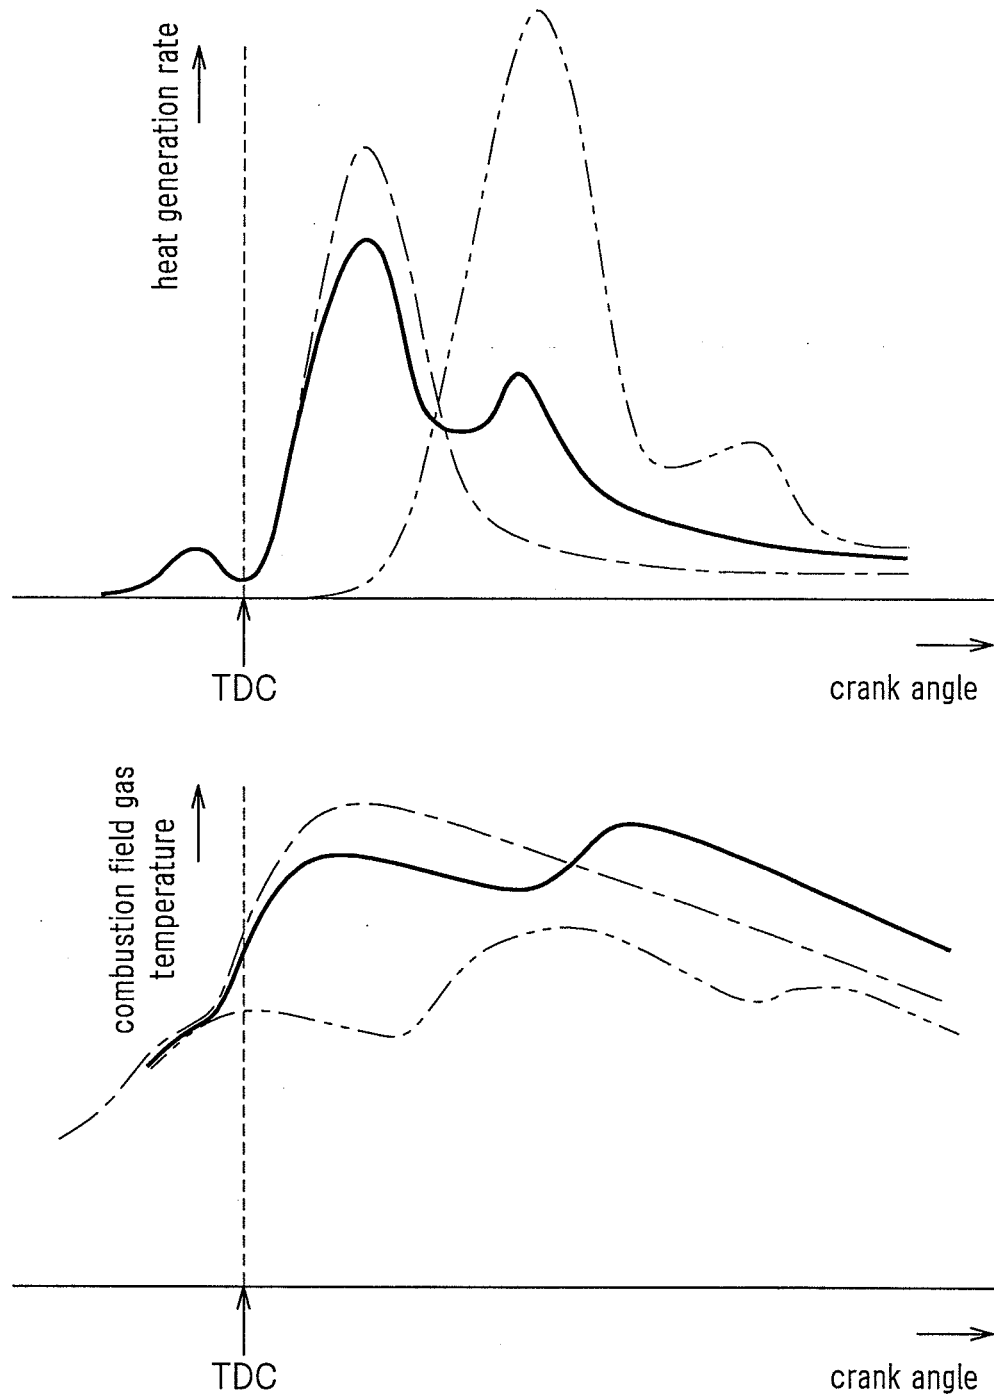 heat generation rate
TDC
crank angle
combustion field gas
temperature
TDC
crank angle